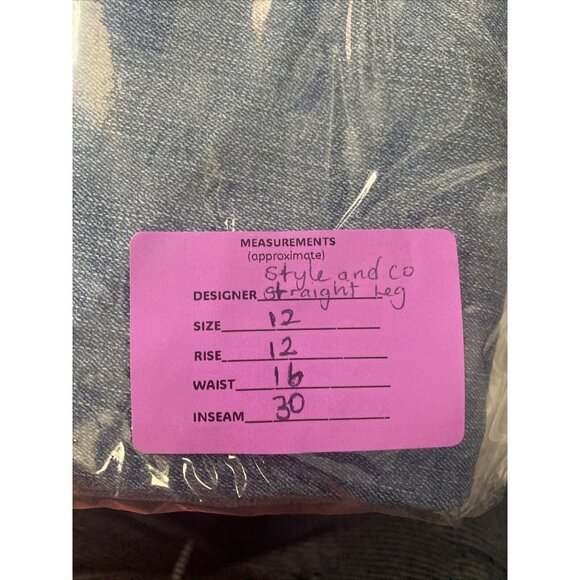 MEASUREMENTS
(approximate)
Style and Co
DESIGNER Straight Leg
SIZE 12
RISE 12
WAIST 16
INSEAM 30